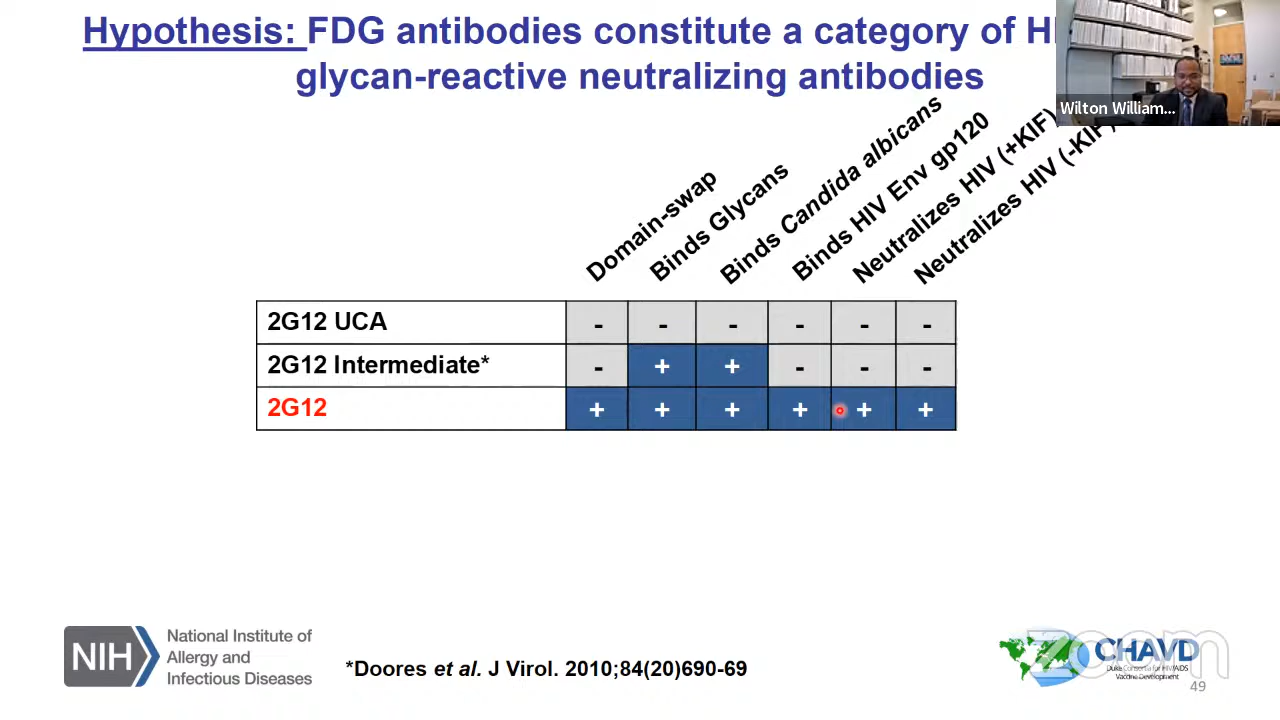 Hypothesis: FDG antibodies constitute a category of
glycan-reactive neutralizing antibodies
Wilton William...
Domain-swap
Binds Glycans
Binds Candida albicans
Binds HIV Env gp120
Neutralizes HIV (+KIF)
Neutralizes HIV (-KIF)
2G12 UCA - - - - - -
2G12 Intermediate* - + + - - -
2G12 + + + + + +
NIH
National Institute of
Allergy and
Infectious Diseases
*Doores et al. J Virol. 2010;84(20)690-69
CHAVD
Duke Consortia for HIV/AIDS
Vaccine Development
zoom
49